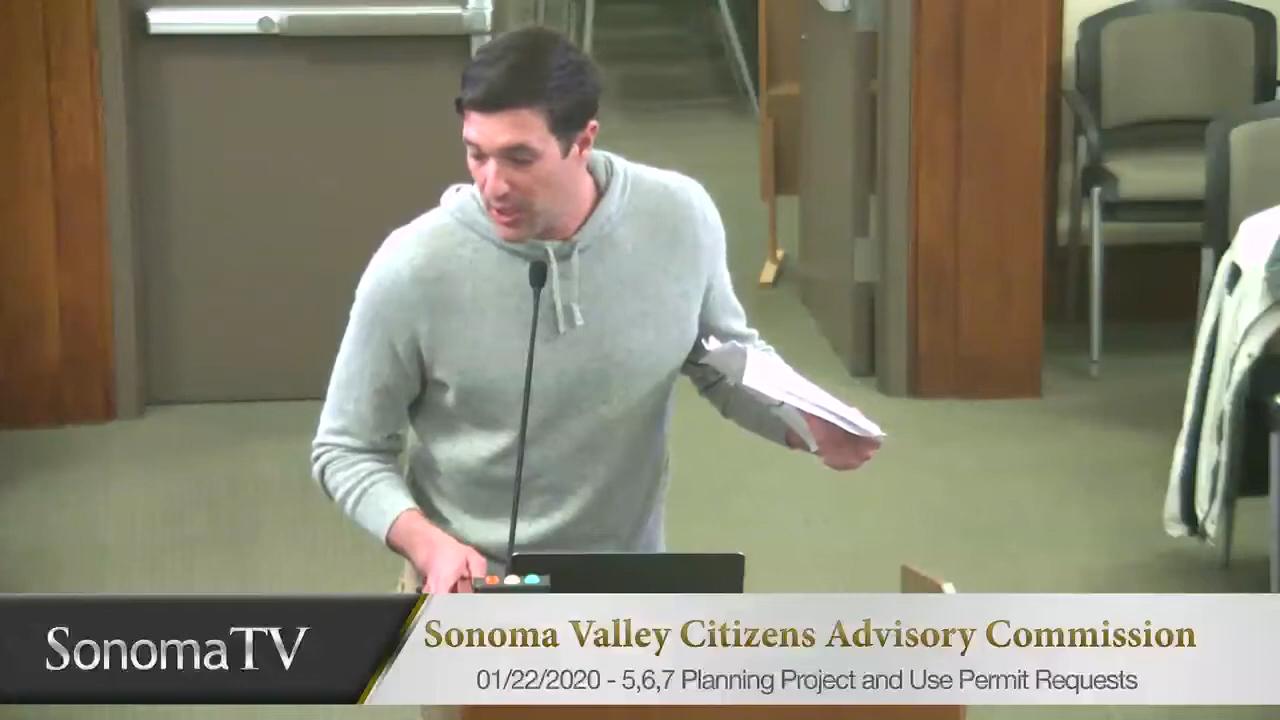 SonomaTV
Sonoma Valley Citizens Advisory Commission
01/22/2020 - 5,6,7 Planning Project and Use Permit Requests